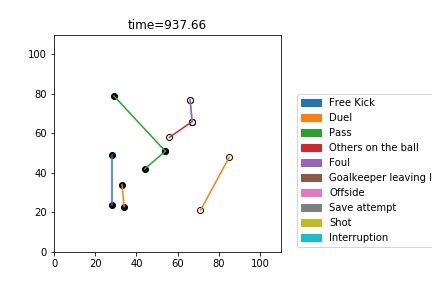 time=937.66
100
80
60
40
20
0
0 20 40 60 80 100
Free Kick
Duel
Pass
Others on the ball
Foul
Goalkeeper leaving l
Offside
Save attempt
Shot
Interruption